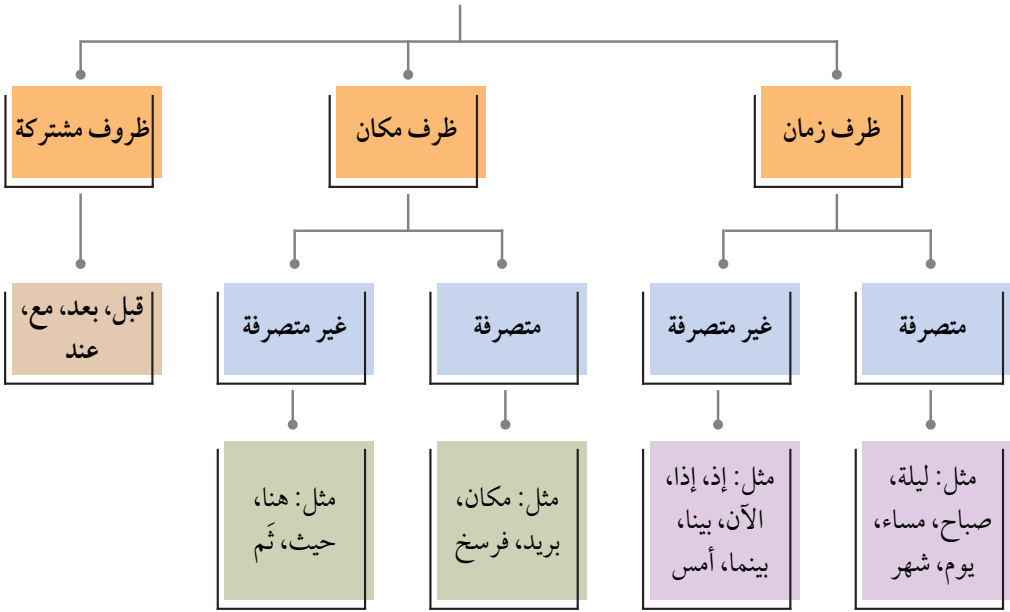 ظرف زمان
ظرف مكان
ظروف مشتركة
متصرفة
غير متصرفة
متصرفة
غير متصرفة
قبل، بعد، مع،
عند
مثل: ليلة،
صباح، مساء،
يوم، شهر
مثل: إذ، إذا،
الآن، بينا،
بينما، أمس
مثل: مكان،
بريد، فرسخ
مثل: هنا،
حيث، ثَم